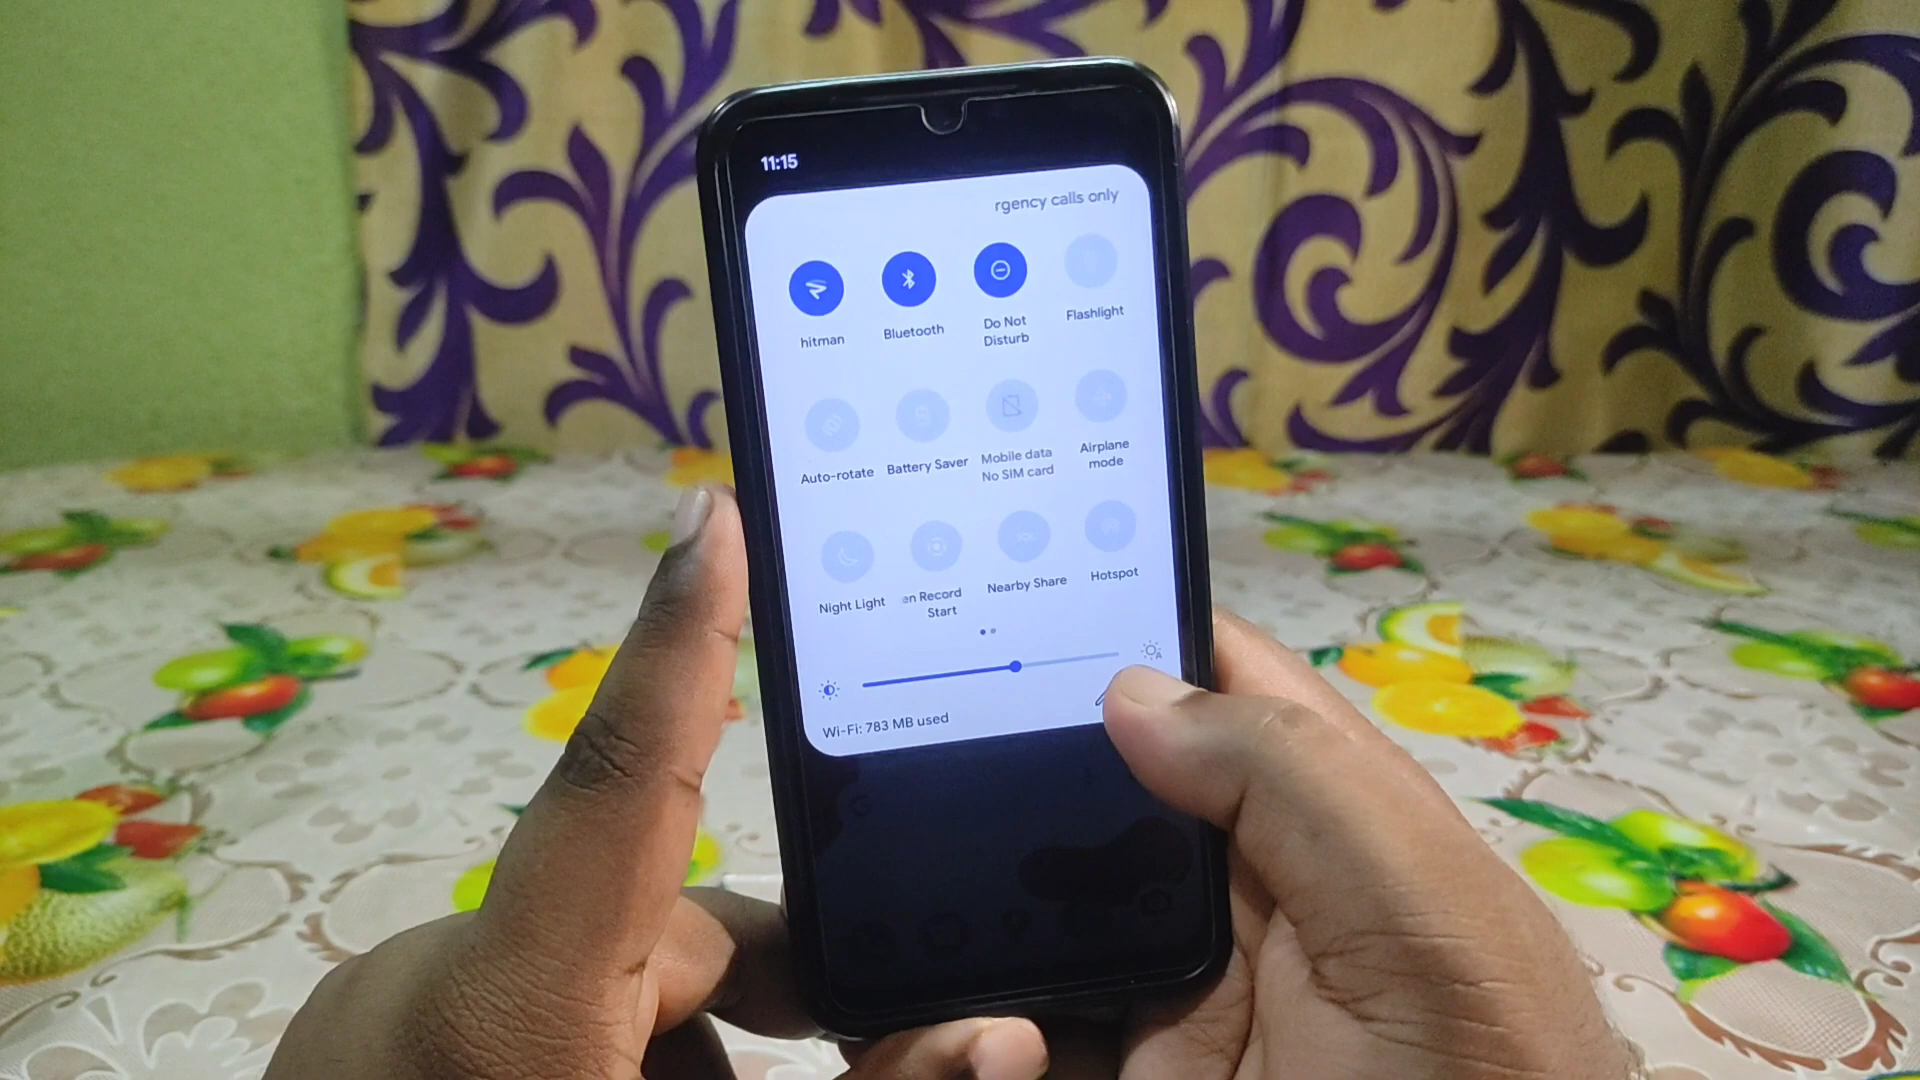 11:15
rgency calls only
hitman
Bluetooth
Do Not
Disturb
Flashlight
Auto-rotate
Battery Saver
Mobile data
No SIM card
Airplane
mode
Night Light
en Record
Start
Nearby Share
Hotspot
Wi-Fi: 783 MB used